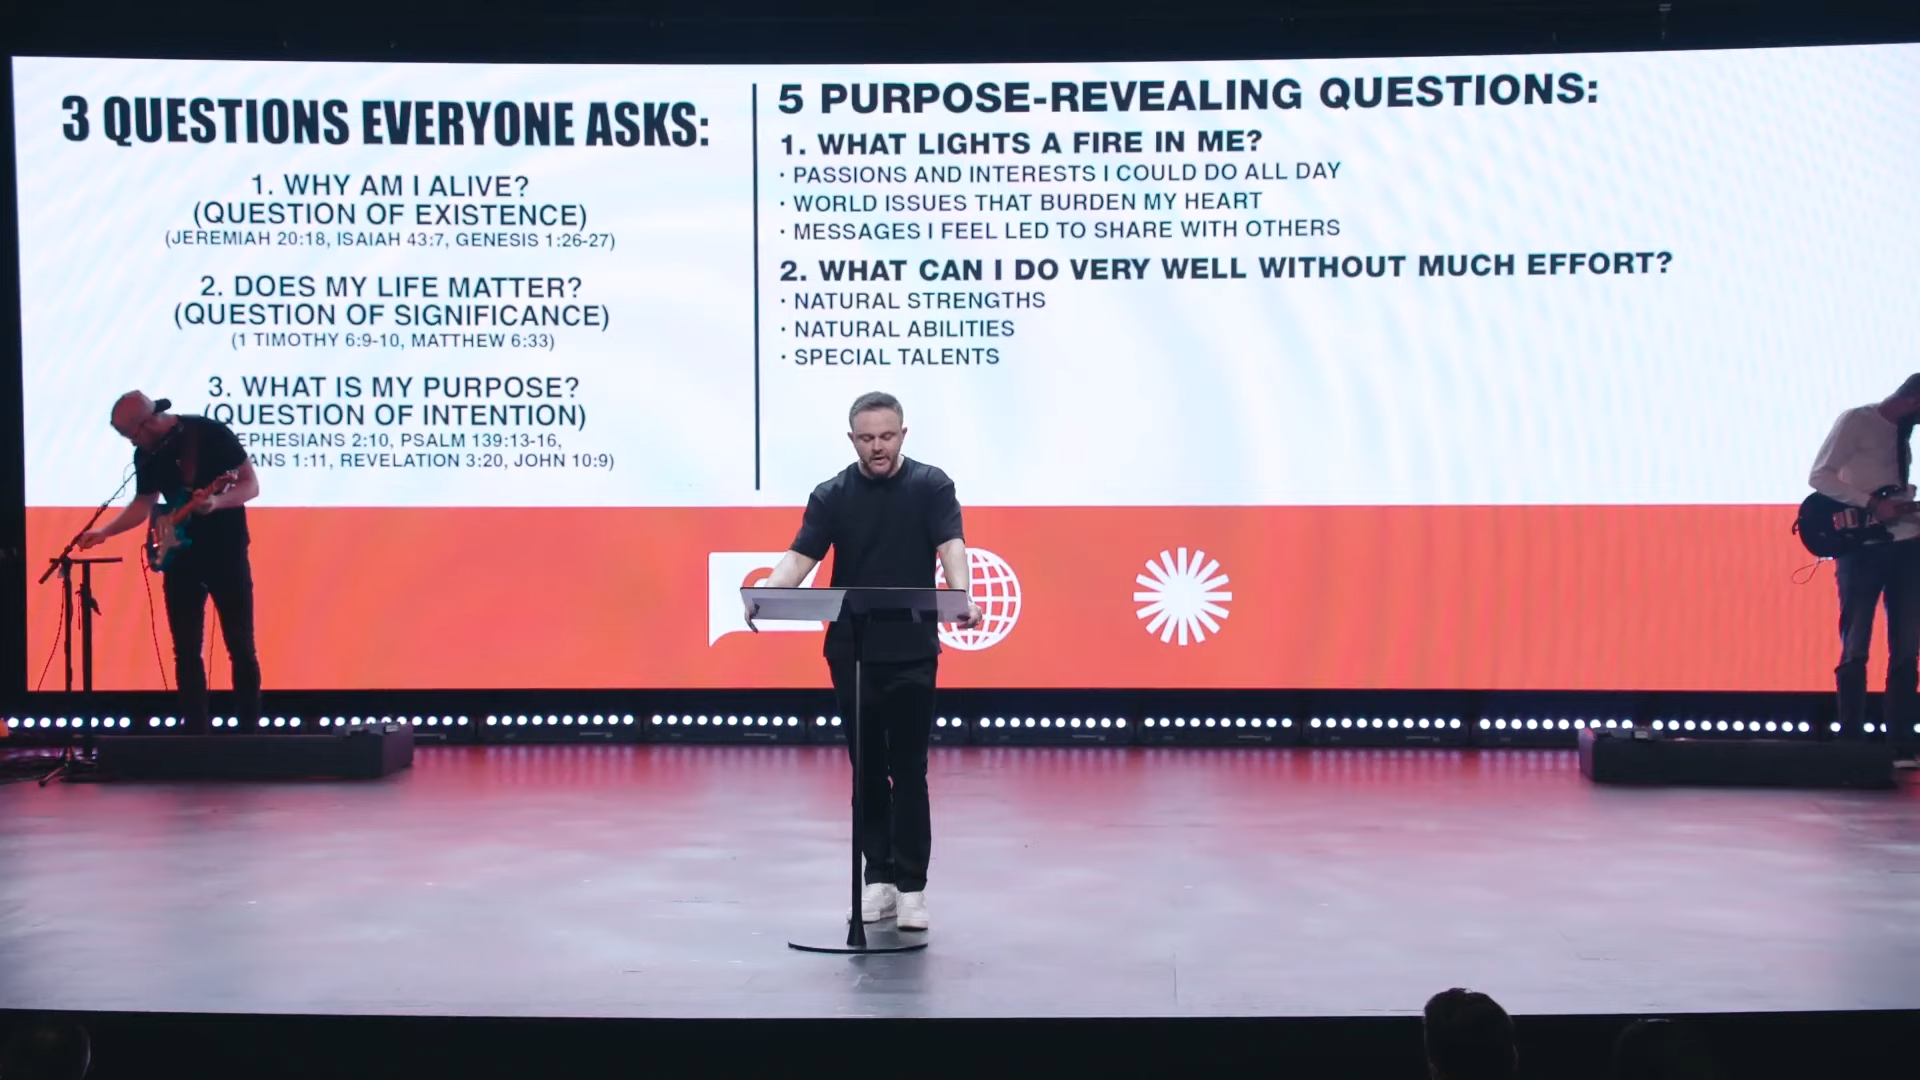 3 QUESTIONS EVERYONE ASKS:
1. WHY AM I ALIVE?
(QUESTION OF EXISTENCE)
(JEREMIAH 20:18, ISAIAH 43:7, GENESIS 1:26-27)
2. DOES MY LIFE MATTER?
(QUESTION OF SIGNIFICANCE)
(1 TIMOTHY 6:9-10, MATTHEW 6:33)
3. WHAT IS MY PURPOSE?
(QUESTION OF INTENTION)
EPHESIANS 2:10, PSALM 139:13-16,
1:11, REVELATION 3:20, JOHN 10:9)
5 PURPOSE-REVEALING QUESTIONS:
1. WHAT LIGHTS A FIRE IN ME?
· PASSIONS AND INTERESTS I COULD DO ALL DAY
· WORLD ISSUES THAT BURDEN MY HEART
· MESSAGES I FEEL LED TO SHARE WITH OTHERS
2. WHAT CAN I DO VERY WELL WITHOUT MUCH EFFORT?
· NATURAL STRENGTHS
· NATURAL ABILITIES
· SPECIAL TALENTS